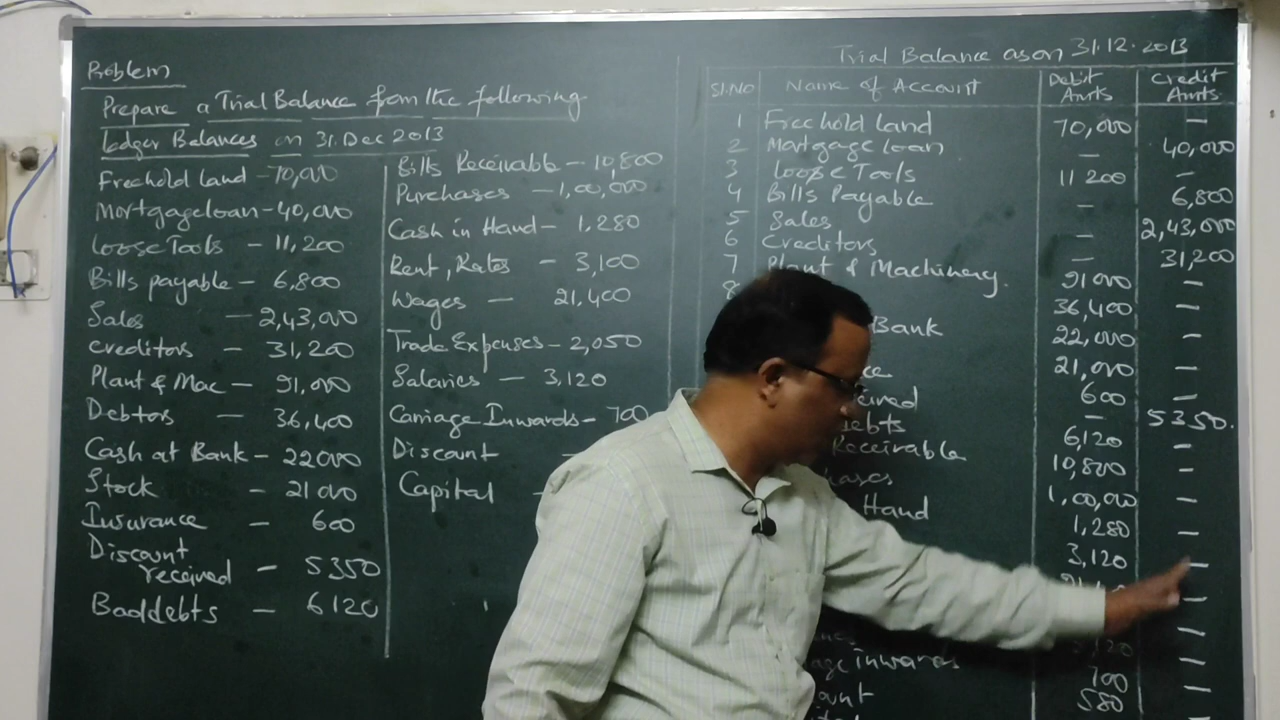 Problem
Prepare a Trial Balance from the following
ledger Balances on 31.Dec 2013
Freehold land - 70,000
Mortgage loan - 40,000
Loose Tools - 11,200
Bills payable - 6,800
Sales - 2,43,000
Creditors - 31,200
Plant & Mac - 91,000
Debtors - 36,400
Cash at Bank - 22000
Stock - 21000
Insurance - 600
Discount
received - 5350
Baddebts - 6120
Bills Receivable - 10,800
Purchases - 1,00,000
Cash in Hand - 1,280
Rent, Rates - 3,100
Wages - 21,400
Trade Expenses - 2,050
Salaries - 3,120
Carriage Inwards - 700
Discount
Capital -
Trial Balance as on 31.12.2013
Sl.No Name of Account Debit Amts Credit Amts.
1 Freehold Land 70,000 -
2 Mortgage loan - 40,000
3 Loose Tools 11 200 -
4 Bills Payable - 6,800
5 Sales - 2,43,000
6 Creditors - 31,200
7 Plant & Machinery. 91000 -
8 36,400 -
Bank 22,000 -
21,000 -
600 -
- 5350.
6,120 -
Receivable 10,800 -
1,00,000 -
Hand 1,280 -
3,120 -
-
-
inwards 700 -
580 -